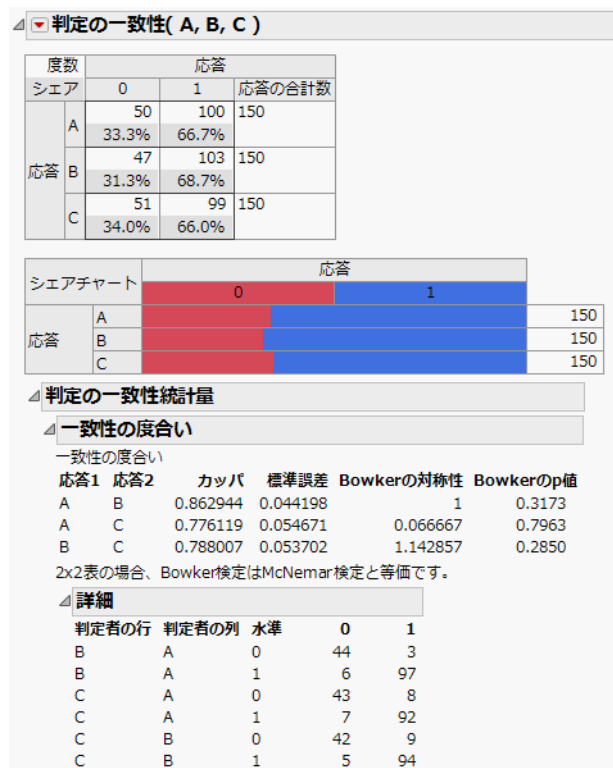 判定の一致性( A, B, C )
度数 応答
シェア 0 1 応答の合計数
応答 A 50 100 150
33.3% 66.7%
B 47 103 150
31.3% 68.7%
C 51 99 150
34.0% 66.0%
シェアチャート 応答
0 1
応答 A 150
B 150
C 150
判定の一致性統計量
一致性の度合い
一致性の度合い
応答1 応答2 カッパ 標準誤差 Bowkerの対称性 Bowkerのp値
A B 0.862944 0.044198 1 0.3173
A C 0.776119 0.054671 0.066667 0.7963
B C 0.788007 0.053702 1.142857 0.2850
2x2表の場合、Bowker検定はMcNemar検定と等価です。
詳細
判定者の行 判定者の列 水準 0 1
B A 0 44 3
B A 1 6 97
C A 0 43 8
C A 1 7 92
C B 0 42 9
C B 1 5 94